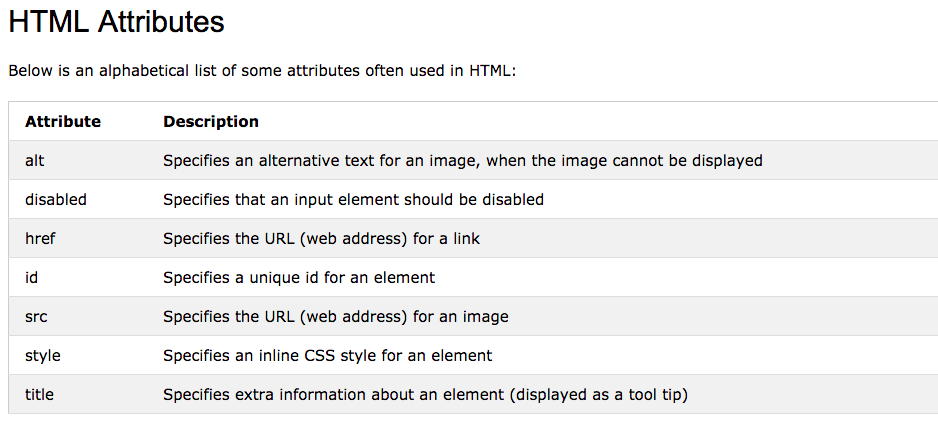 HTML Attributes
Below is an alphabetical list of some attributes often used in HTML:
Attribute Description
alt Specifies an alternative text for an image, when the image cannot be displayed
disabled Specifies that an input element should be disabled
href Specifies the URL (web address) for a link
id Specifies a unique id for an element
src Specifies the URL (web address) for an image
style Specifies an inline CSS style for an element
title Specifies extra information about an element (displayed as a tool tip)